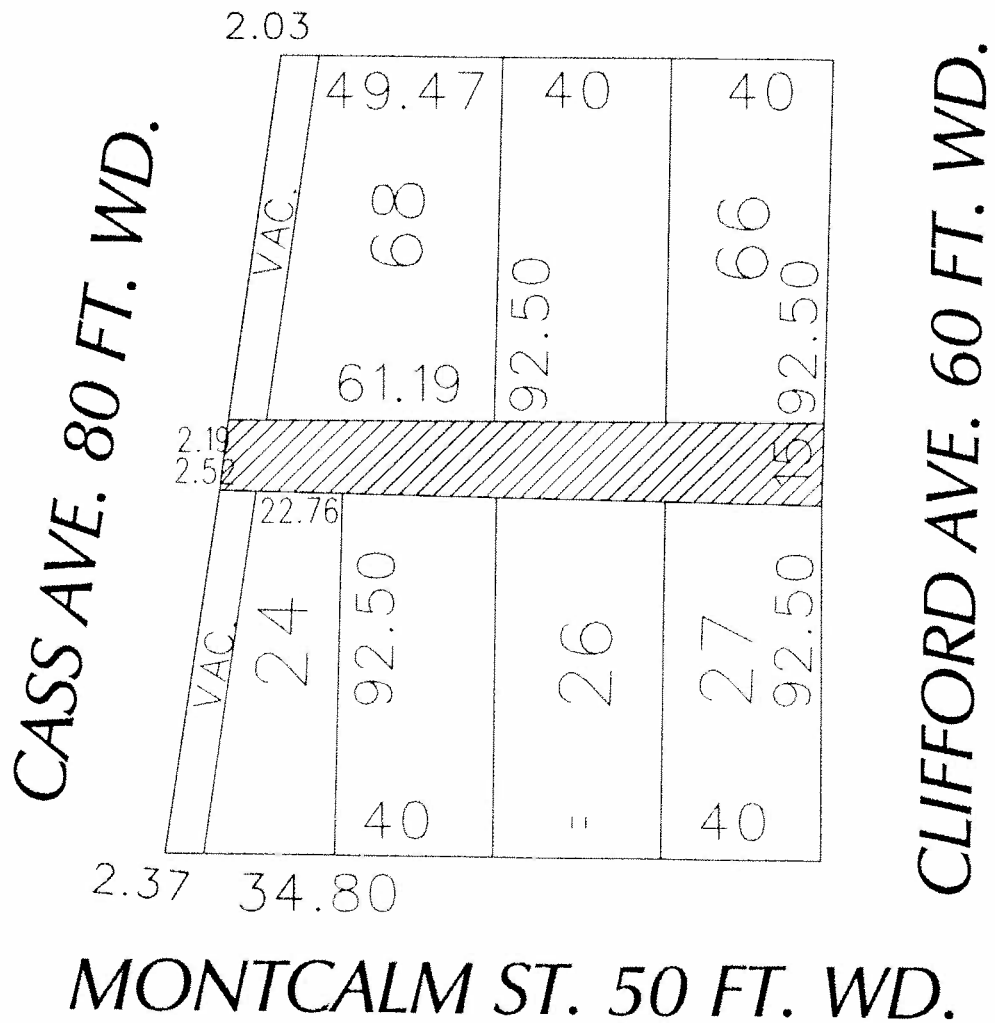 2.03
49.47 40 40
CASS AVE. 80 FT. WD.
CLIFFORD AVE. 60 FT. WD.
VAC.
68
66
92.50
92.50
61.19
2.19
2.52
15
22.76
VAC.
24
92.50
26
27
92.50
40 " 40
2.37 34.80
MONTCALM ST. 50 FT. WD.